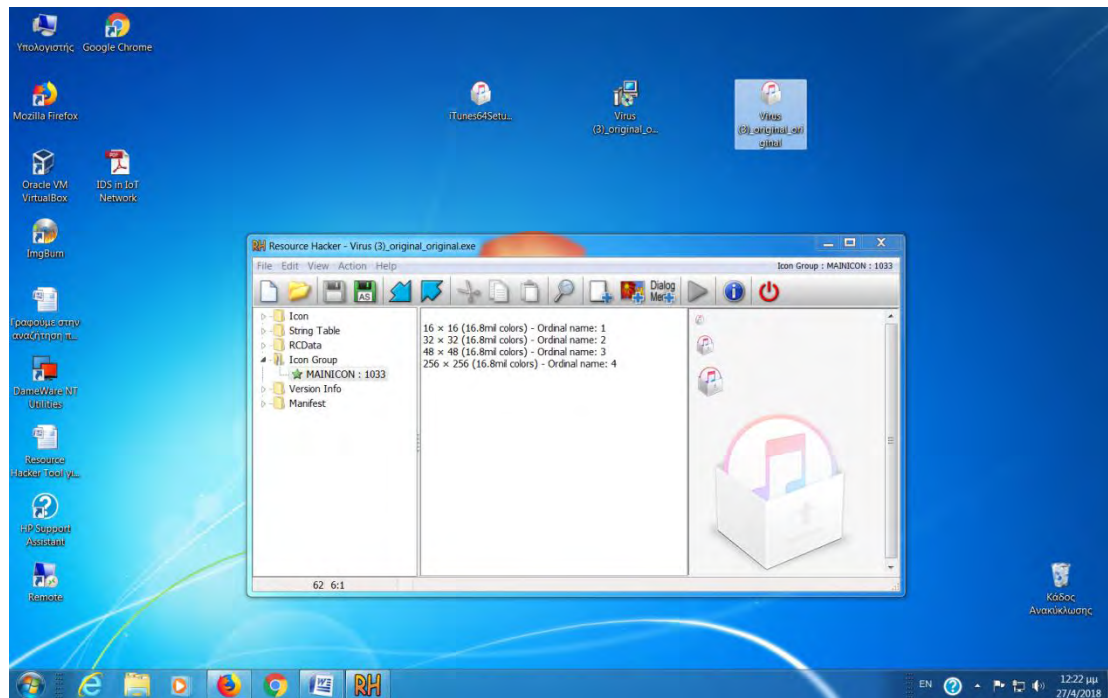 Υπολογιστής
Google Chrome
Mozilla Firefox
Oracle VM
VirtualBox
IDS in IoT
Network
ImgBurn
Γραφουμε στην
αναζήτηση π...
DameWare NT
Utilities
Resource
Hacker Tool γι...
HP Support
Assistant
Remote
iTunes64Setu...
Virus
(3)_original_o...
Virus
(3)_original_ori
ginal
Κάδος
Ανακύκλωσης
RH Resource Hacker - Virus (3)_original_original.exe
File Edit View Action Help
Icon Group : MAINICON : 1033
AS
Dialog
Icon
String Table
RCData
Icon Group
MAINICON : 1033
Version Info
Manifest
16 × 16 (16.8mil colors) - Ordinal name: 1
32 × 32 (16.8mil colors) - Ordinal name: 2
48 × 48 (16.8mil colors) - Ordinal name: 3
256 × 256 (16.8mil colors) - Ordinal name: 4
62 6:1
RH
EN
12:22 μμ
27/4/2018